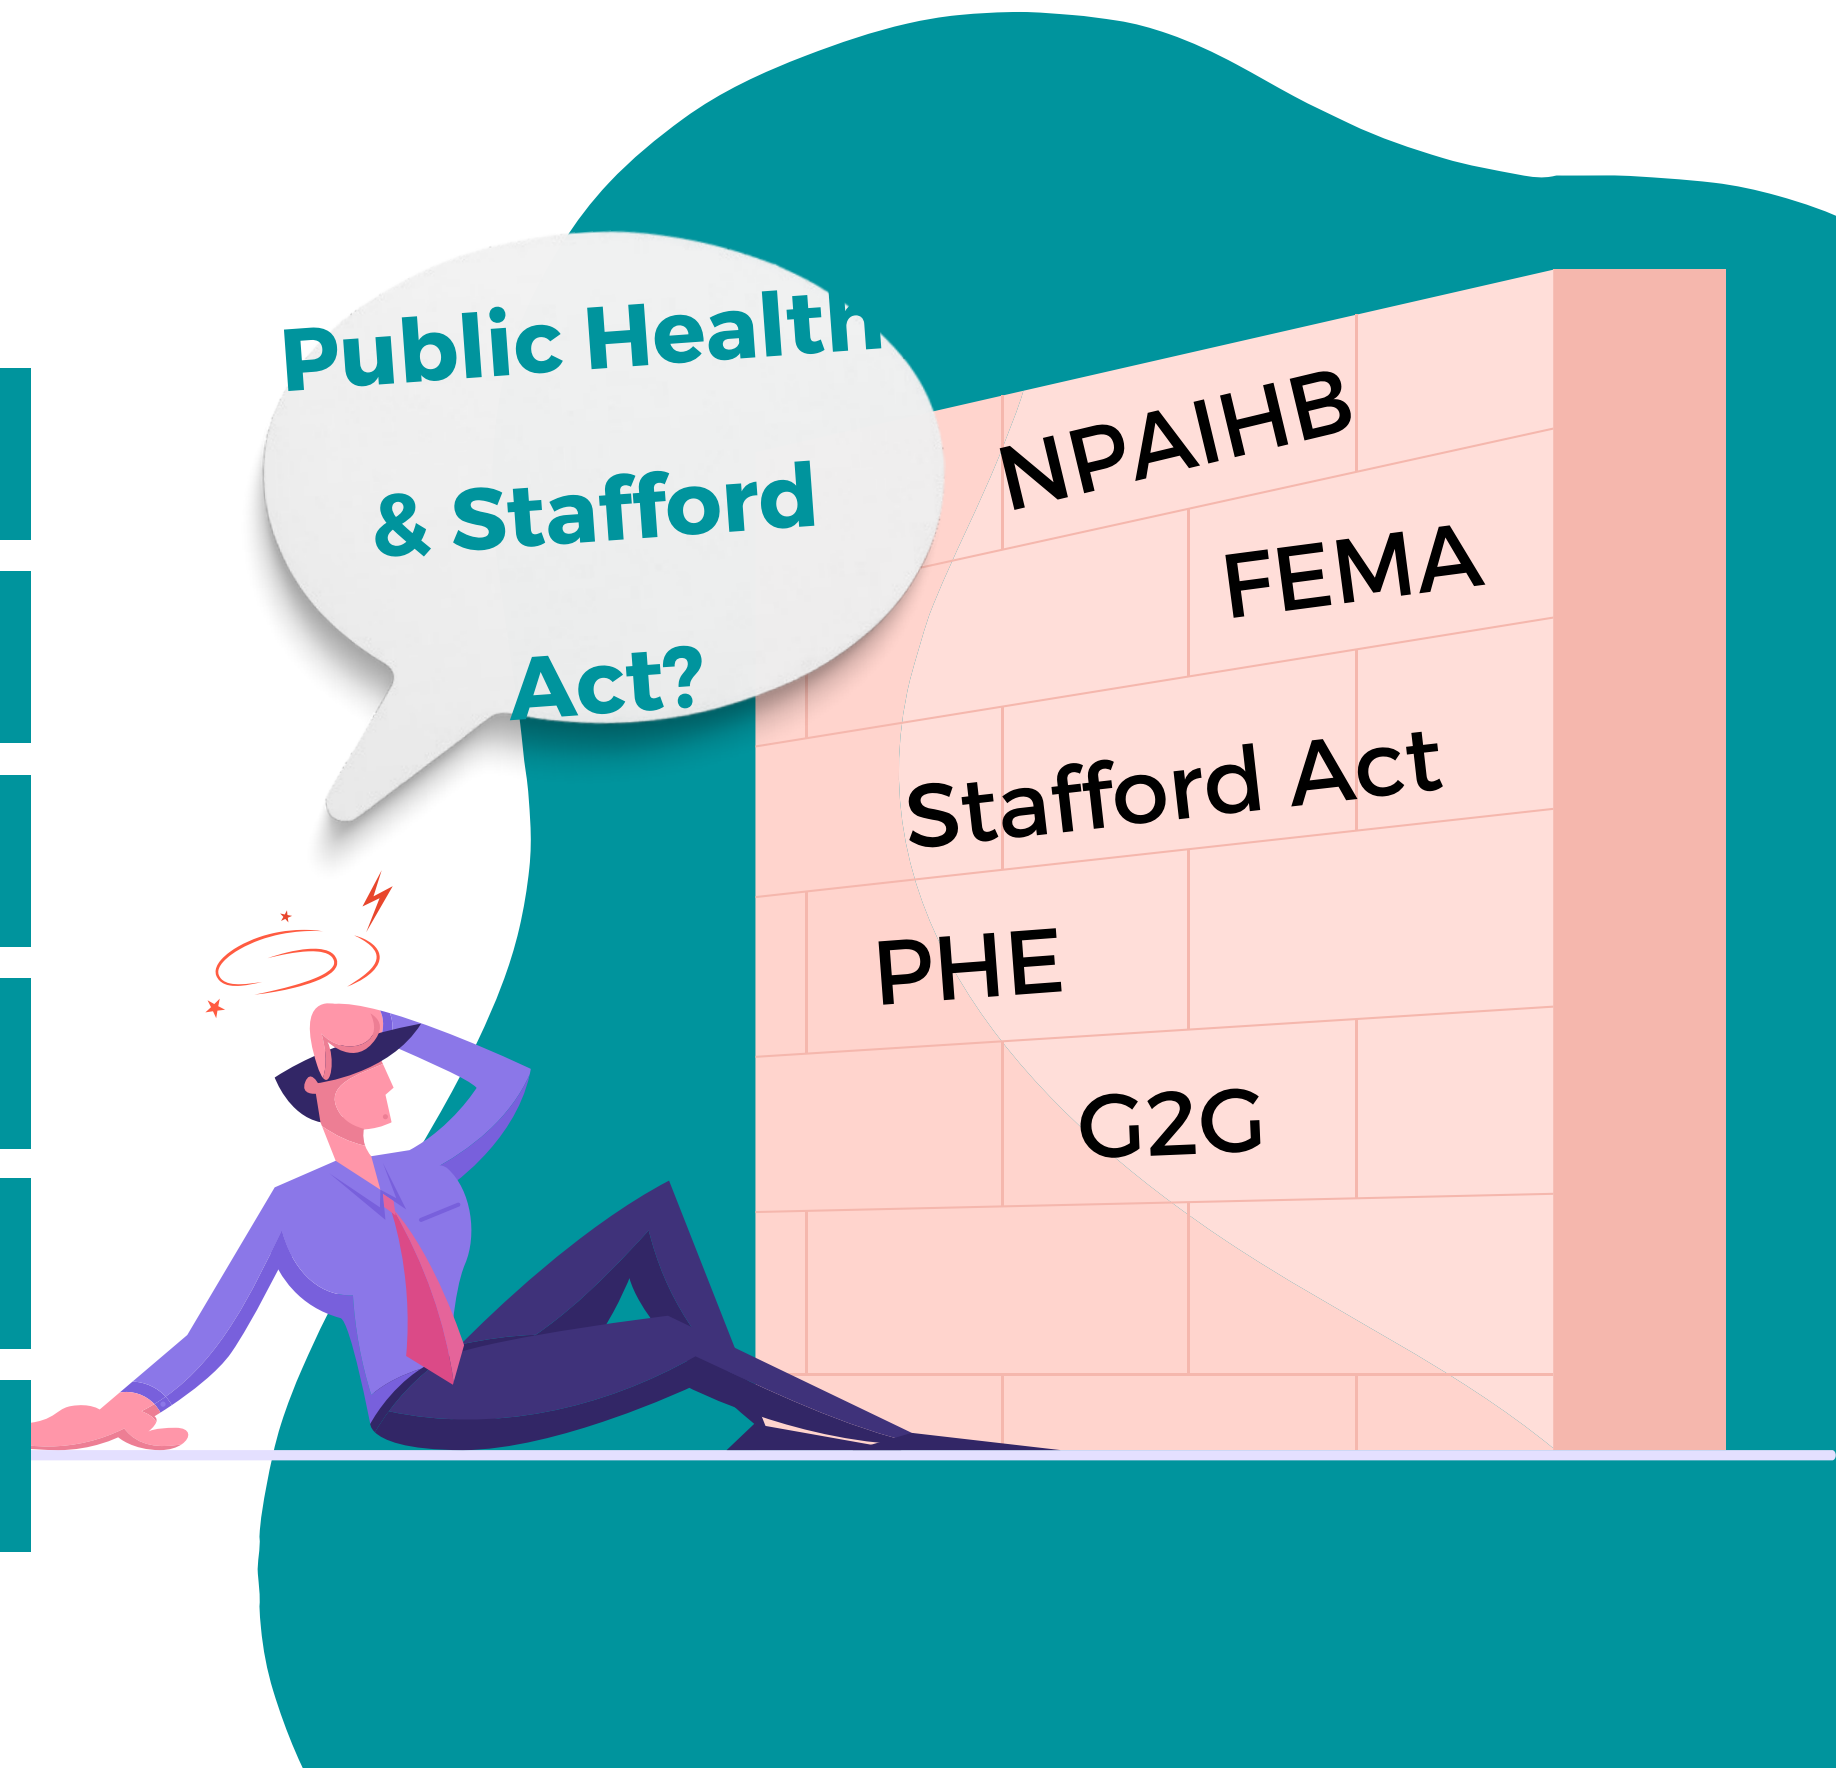 Public Health
& Stafford
Act?
NPAIHB
FEMA
Stafford Act
PHE
G2G